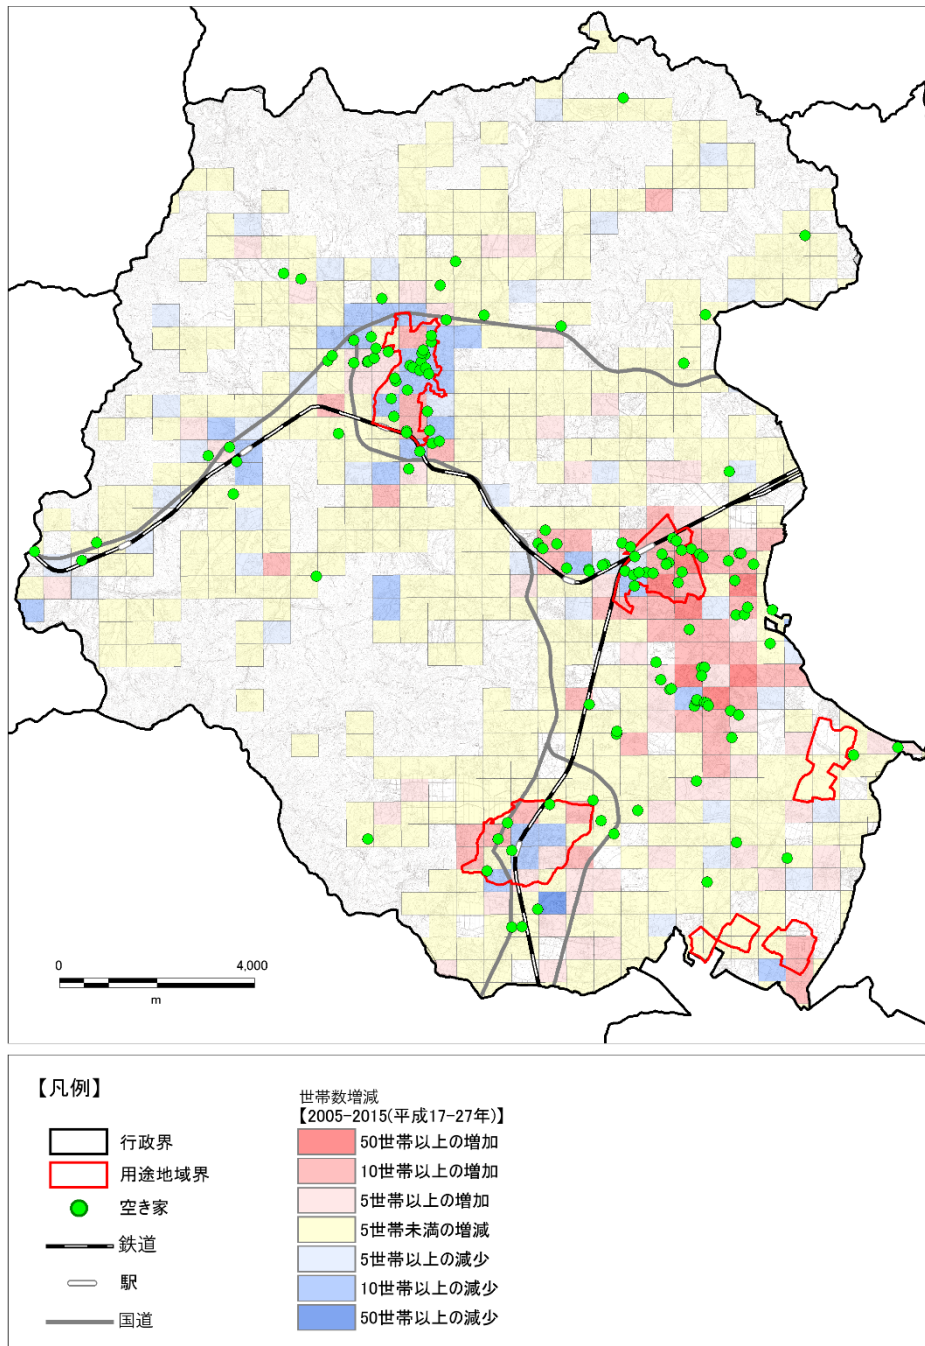 0 4,000
m
【凡例】
行政界
用途地域界
空き家
鉄道
駅
国道
世帯数増減
【2005-2015(平成17-27年)】
50世帯以上の増加
10世帯以上の増加
5世帯以上の増加
5世帯未満の増減
5世帯以上の減少
10世帯以上の減少
50世帯以上の減少